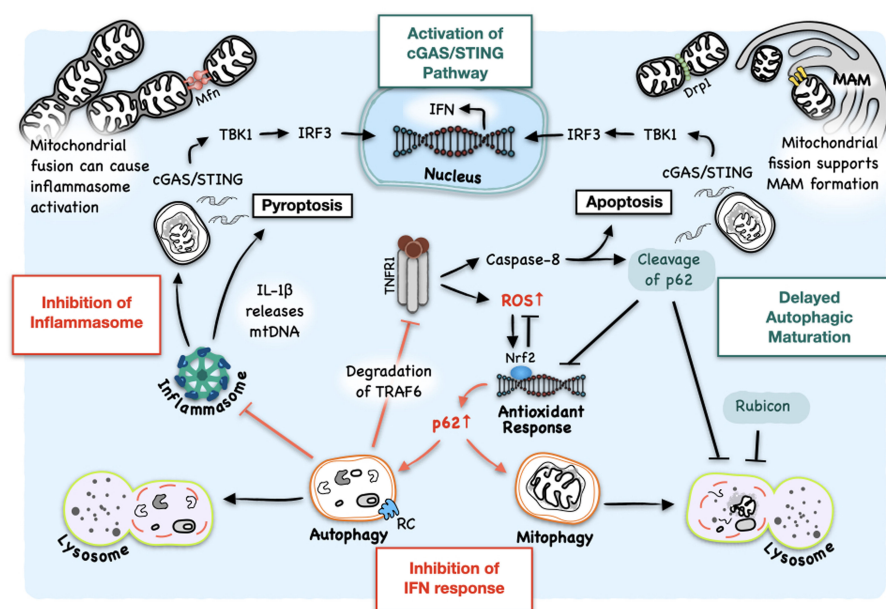 Activation of
cGAS/STING
Pathway
Mfn
Drp1
MAM
Mitochondrial
fusion can cause
inflammasome
activation
TBK1
IRF3
IFN
Nucleus
IRF3
TBK1
Mitochondrial
fission supports
MAM formation
cGAS/STING
cGAS/STING
Pyroptosis
Apoptosis
TNFR1
Caspase-8
Cleavage
of p62
Inhibition of
Inflammasome
IL-1β
releases
mtDNA
ROS↑
Delayed
Autophagic
Maturation
Nrf2
Inflammasome
Degradation
of TRAF6
Antioxidant
Response
p62↑
Rubicon
Lysosome
Autophagy
RC
Mitophagy
Lysosome
Inhibition of
IFN response